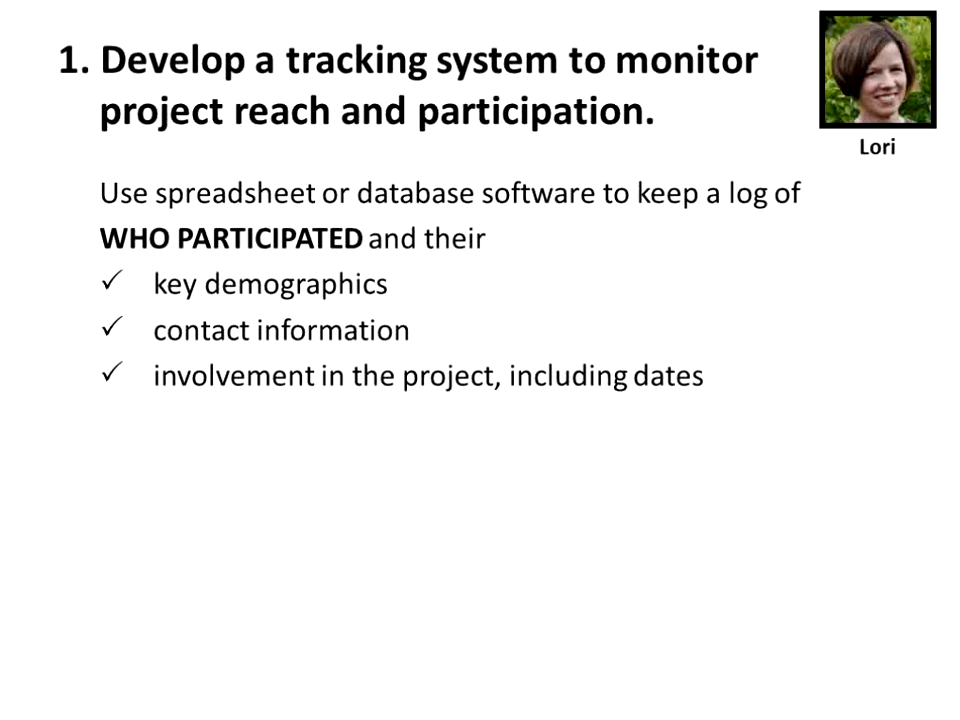 1. Develop a tracking system to monitor
project reach and participation.
Lori
Use spreadsheet or database software to keep a log of
WHO PARTICIPATED and their
✓ key demographics
✓ contact information
✓ involvement in the project, including dates